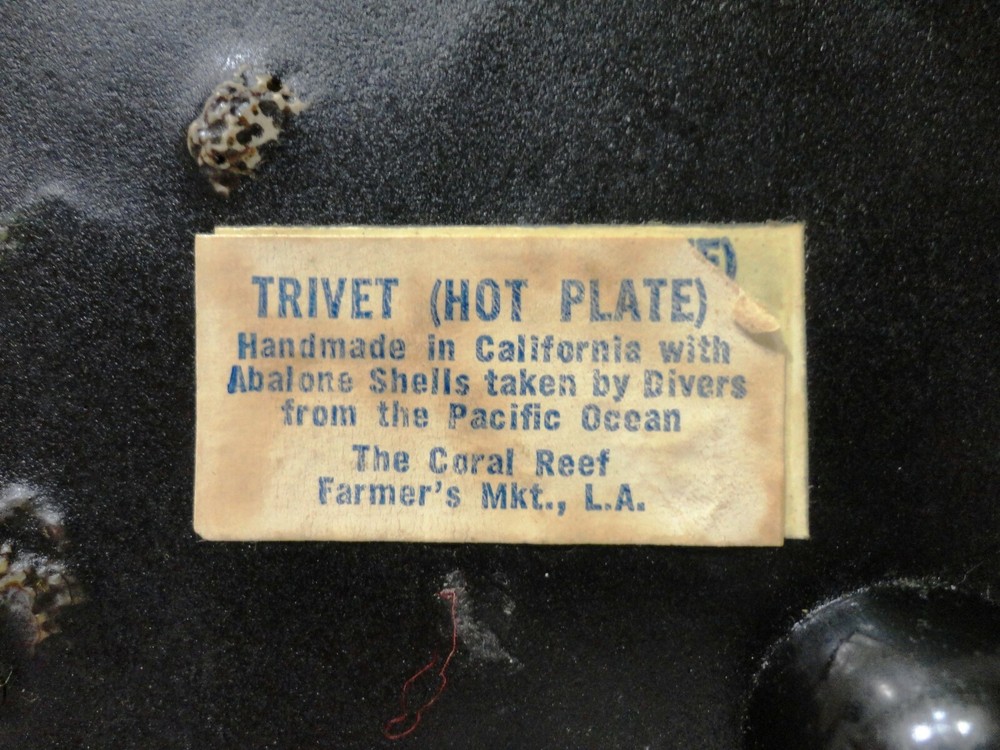 E)
TRIVET (HOT PLATE)
Handmade in California with
Abalone Shells taken by Divers
from the Pacific Ocean
The Coral Reef
Farmer's Mkt., L.A.